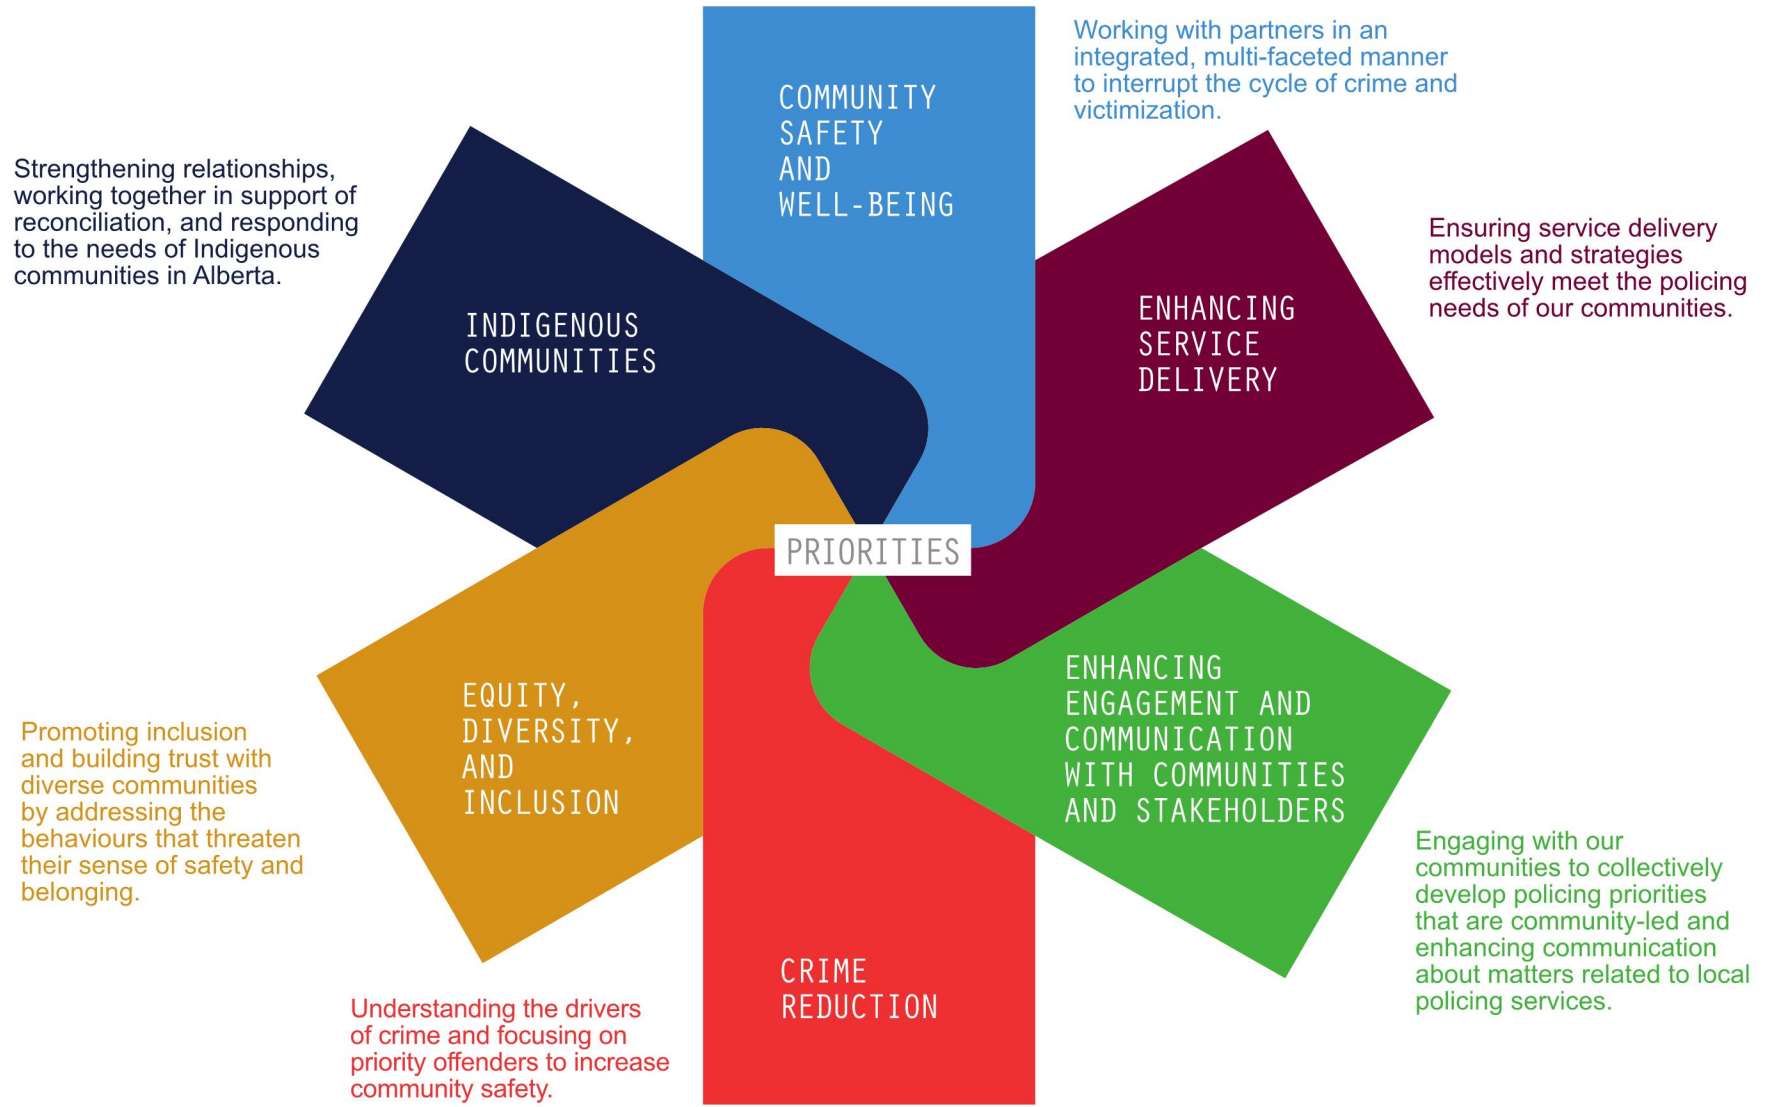 COMMUNITY
SAFETY
AND
WELL-BEING
Working with partners in an
integrated, multi-faceted manner
to interrupt the cycle of crime and
victimization.
ENHANCING
SERVICE
DELIVERY
Ensuring service delivery
models and strategies
effectively meet the policing
needs of our communities.
ENHANCING
ENGAGEMENT AND
COMMUNICATION
WITH COMMUNITIES
AND STAKEHOLDERS
Engaging with our
communities to collectively
develop policing priorities
that are community-led and
enhancing communication
about matters related to local
policing services.
CRIME
REDUCTION
Understanding the drivers
of crime and focusing on
priority offenders to increase
community safety.
EQUITY,
DIVERSITY,
AND
INCLUSION
Promoting inclusion
and building trust with
diverse communities
by addressing the
behaviours that threaten
their sense of safety and
belonging.
INDIGENOUS
COMMUNITIES
Strengthening relationships,
working together in support of
reconciliation, and responding
to the needs of Indigenous
communities in Alberta.
PRIORITIES